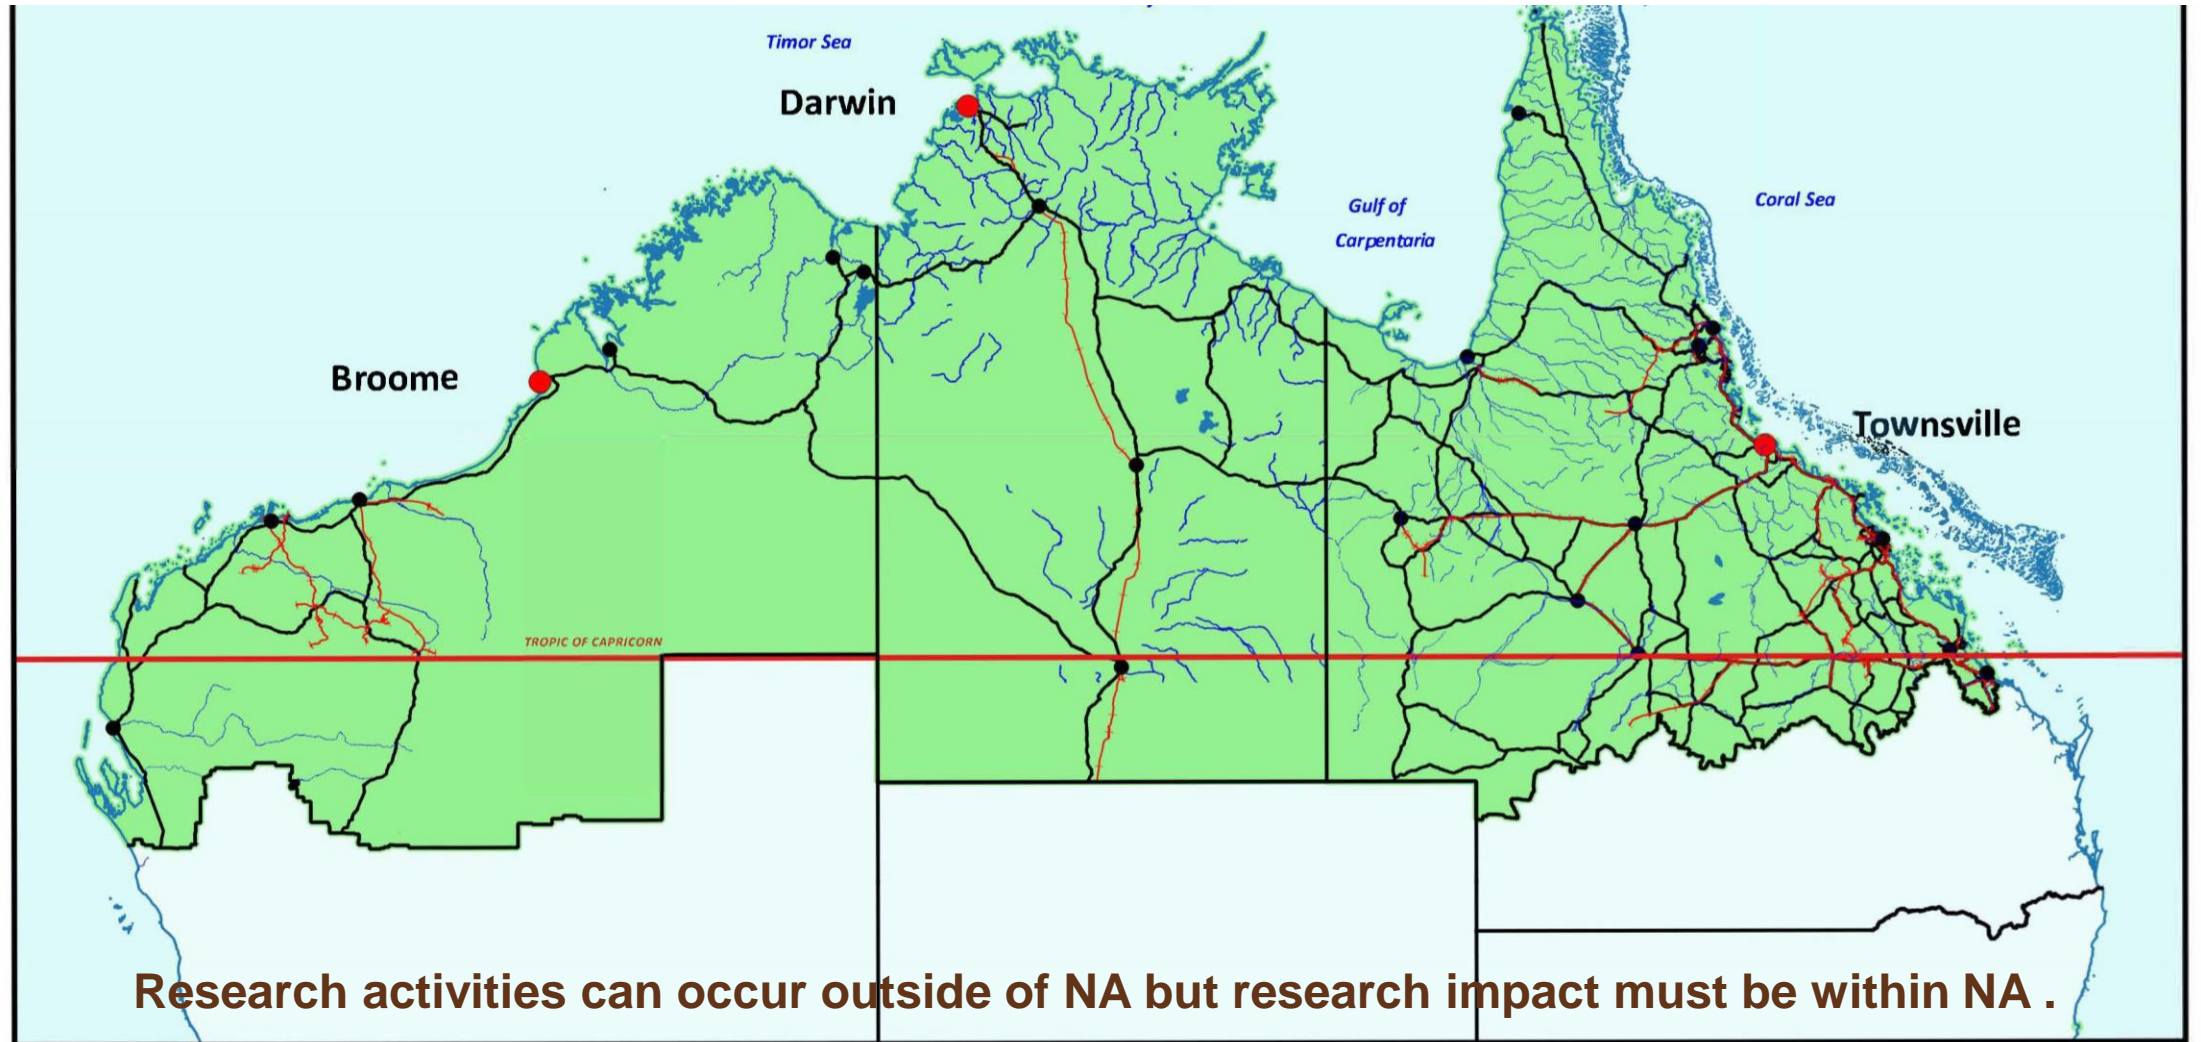 Timor Sea
Darwin
Coral Sea
Gulf of
Carpentaria
Broome
Townsville
TROPIC OF CAPRICORN
Research activities can occur outside of NA but research impact must be within NA .